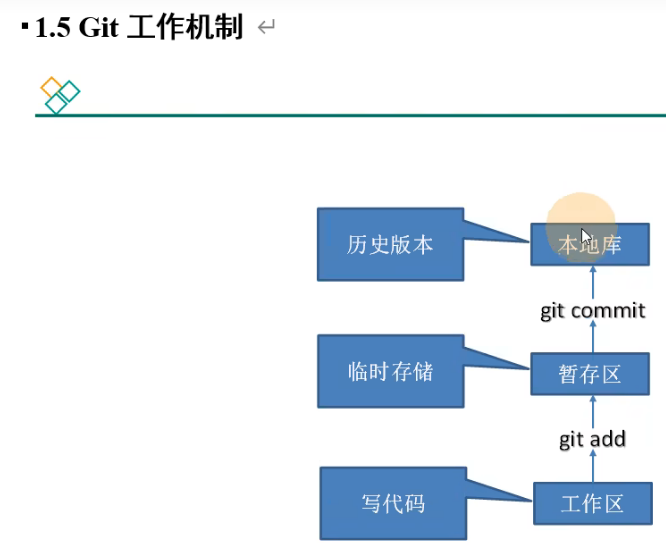 ▪1.5 Git 工作机制 ↵
历史版本
本地库
git commit
临时存储
暂存区
git add
写代码
工作区